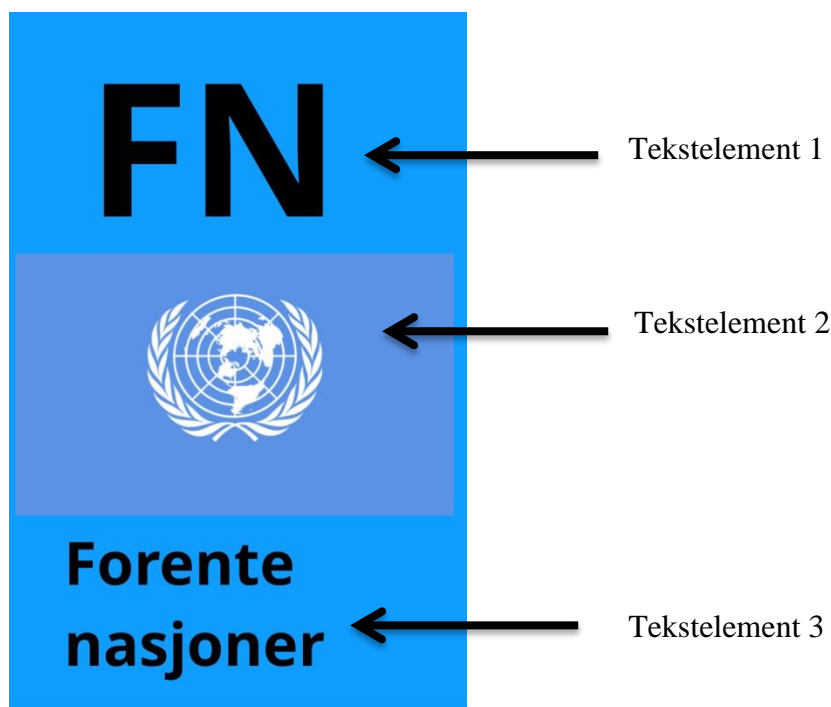 FN
Tekstelement 1
Tekstelement 2
Forente
nasjoner
Tekstelement 3